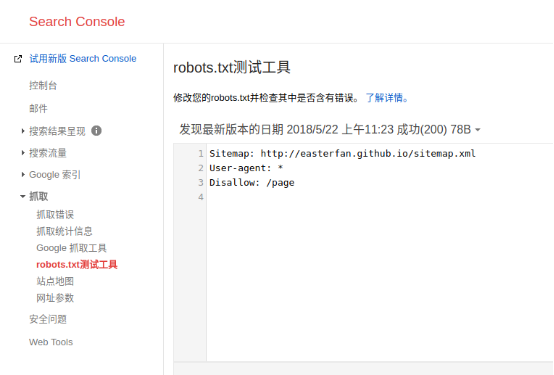 Search Console
试用新版 Search Console
控制台
邮件
搜索结果呈现
搜索流量
Google 索引
抓取
抓取错误
抓取统计信息
Google 抓取工具
robots.txt测试工具
站点地图
网址参数
安全问题
Web Tools
robots.txt测试工具
修改您的robots.txt并检查其中是否含有错误。 了解详情。
发现最新版本的日期 2018/5/22 上午11:23 成功(200) 78B
1 Sitemap: http://easterfan.github.io/sitemap.xml
2 User-agent: *
3 Disallow: /page
4